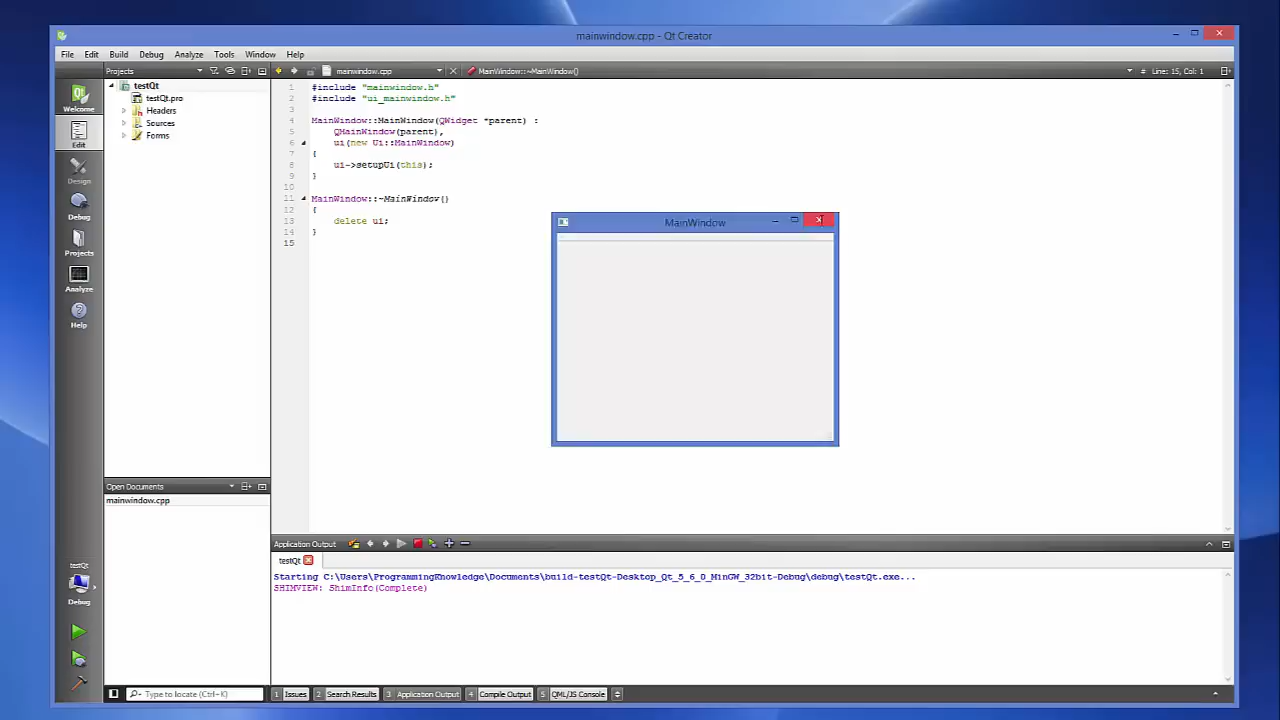 mainwindow.cpp - Qt Creator
File Edit Build Debug Analyze Tools Window Help
Projects
mainwindow.cpp
MainWindow::~MainWindow()
# Line: 15, Col: 1
Welcome
Edit
Design
Debug
Projects
Analyze
Help
testQt
testQt.pro
Headers
Sources
Forms
1 #include "mainwindow.h"
2 #include "ui_mainwindow.h"
3
4 MainWindow::MainWindow(QWidget *parent) :
5 QMainWindow(parent),
6 ui(new Ui::MainWindow)
7 {
8 ui->setupUi(this);
9 }
10
11 MainWindow::~MainWindow()
12 {
13 delete ui;
14 }
15
MainWindow
Open Documents
mainwindow.cpp
Application Output
testQt
Starting C:\Users\ProgrammingKnowledge\Documents\build-testQt-Desktop_Qt_5_6_0_MinGW_32bit-Debug\debug\testQt.exe...
SHIMVIEW: ShimInfo(Complete)
testQt
Debug
Type to locate (Ctrl+K)
1 Issues 2 Search Results 3 Application Output 4 Compile Output 5 QML/JS Console